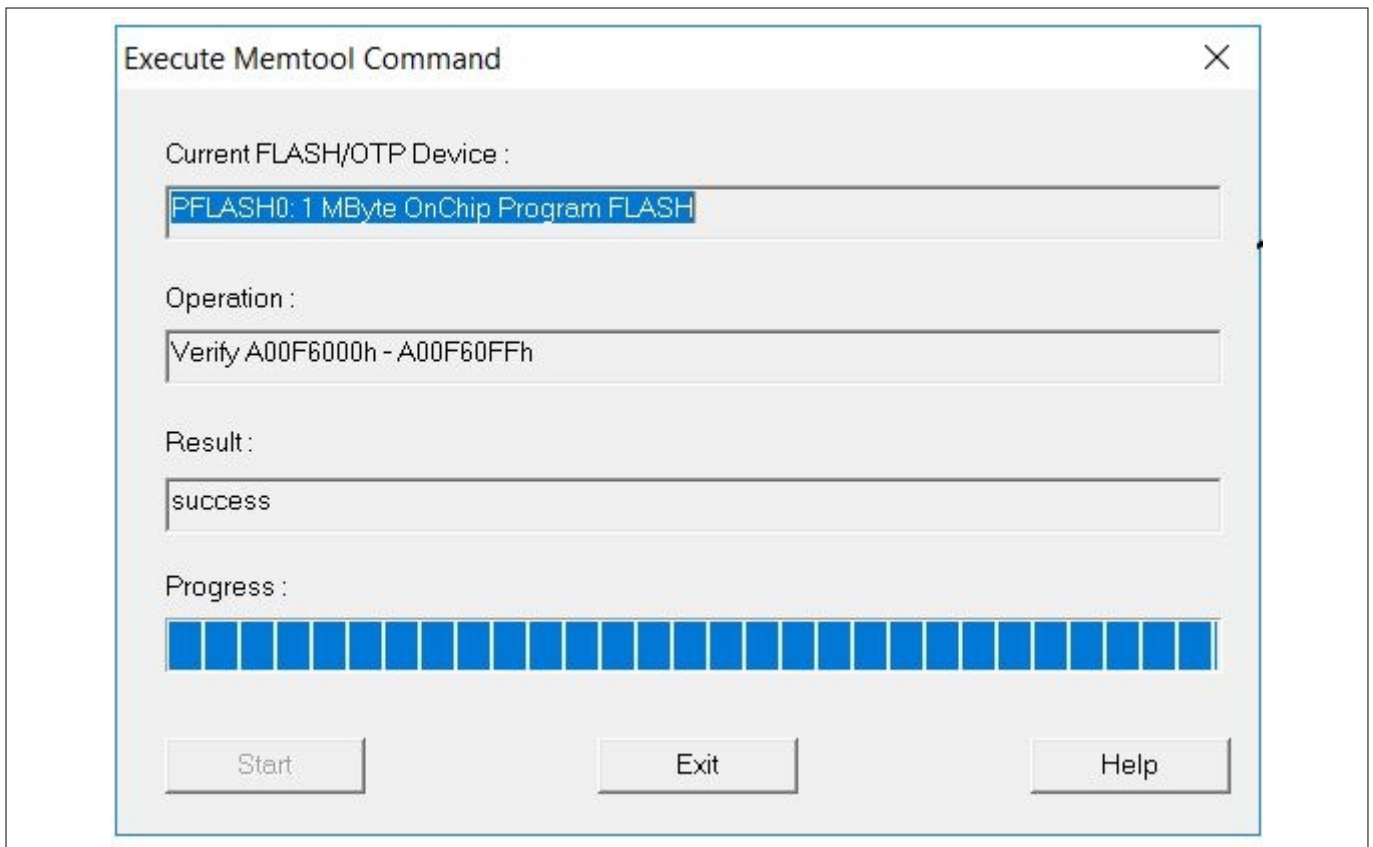 Execute Memtool Command
Current FLASH/OTP Device :
PFLASH0: 1 MByte OnChip Program FLASH
Operation :
Verify A00F6000h - A00F60FFh
Result :
success
Progress :
Start Exit Help